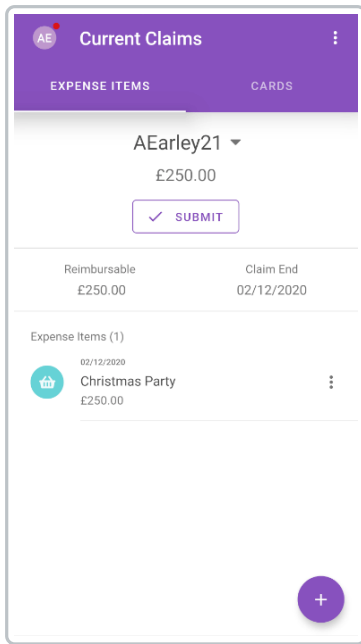 AE
Current Claims
EXPENSE ITEMS
CARDS
AEarley21
£250.00
SUBMIT
Reimbursable
Claim End
£250.00
02/12/2020
Expense Items (1)
02/12/2020
Christmas Party
£250.00